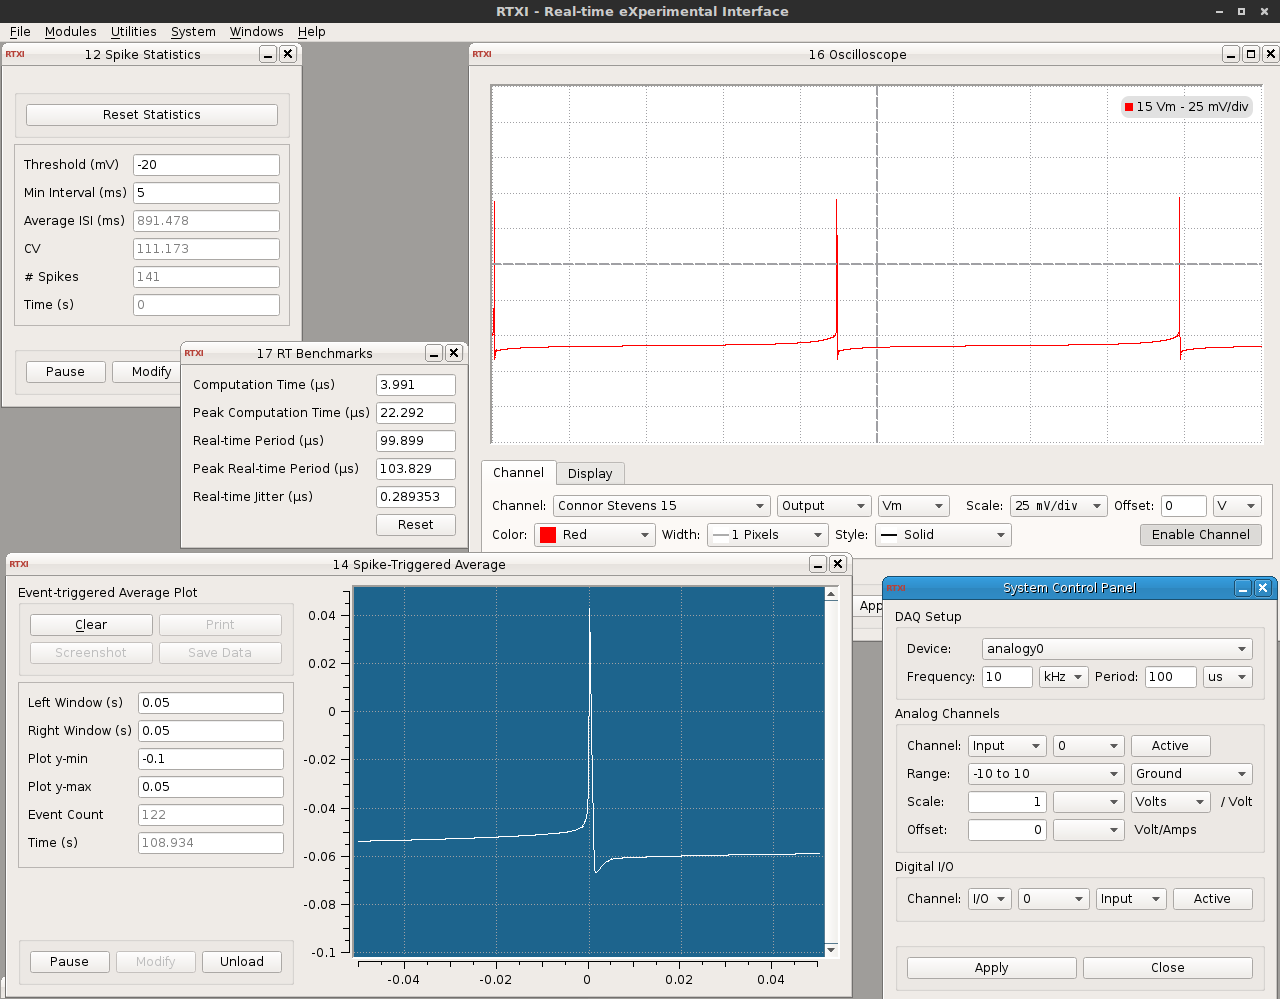 RTXI - Real-time eXperimental Interface
File Modules Utilities System Windows Help
RTXI 12 Spike Statistics
Reset Statistics
Threshold (mV) -20
Min Interval (ms) 5
Average ISI (ms) 891.478
CV 111.173
# Spikes 141
Time (s) 0
Pause Modify
RTXI 17 RT Benchmarks
Computation Time (µs) 3.991
Peak Computation Time (µs) 22.292
Real-time Period (µs) 99.899
Peak Real-time Period (µs) 103.829
Real-time Jitter (µs) 0.289353
Reset
RTXI 16 Oscilloscope
15 Vm - 25 mV/div
Channel Display
Channel: Connor Stevens 15 Output Vm Scale: 25 mV/div Offset: 0 V
Color: Red Width: 1 Pixels Style: Solid Enable Channel
App
RTXI 14 Spike-Triggered Average
Event-triggered Average Plot
Clear Print
Screenshot Save Data
Left Window (s) 0.05
Right Window (s) 0.05
Plot y-min -0.1
Plot y-max 0.05
Event Count 122
Time (s) 108.934
Pause Modify Unload
0.04
0.02
0
-0.02
-0.04
-0.06
-0.08
-0.1
-0.04 -0.02 0 0.02 0.04
RTXI System Control Panel
DAQ Setup
Device: analogy0
Frequency: 10 kHz Period: 100 us
Analog Channels
Channel: Input 0 Active
Range: -10 to 10 Ground
Scale: 1 Volts / Volt
Offset: 0 Volt/Amps
Digital I/O
Channel: I/O 0 Input Active
Apply Close